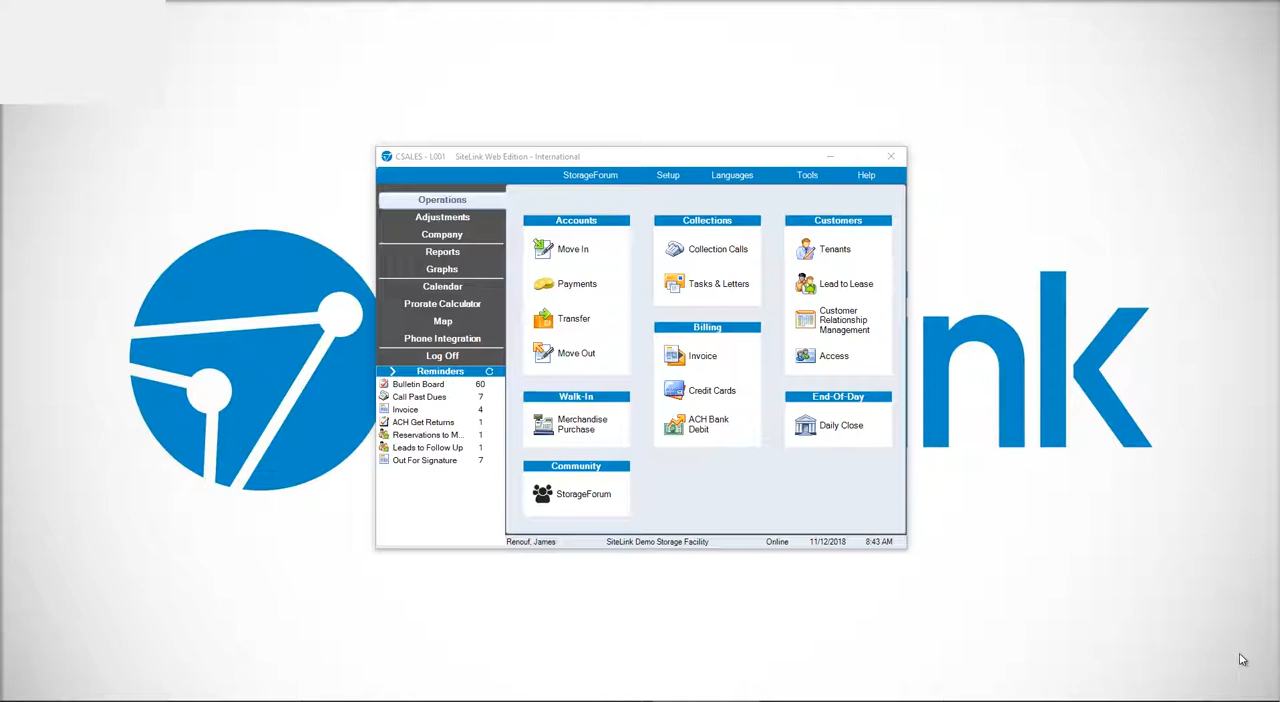 CSALES - L001 SiteLink Web Edition - International
StorageForum Setup Languages Tools Help
Operations
Adjustments
Company
Reports
Graphs
Calendar
Prorate Calculator
Map
Phone Integration
Log Off
Reminders
Bulletin Board 60
Call Past Dues 7
Invoice 4
ACH Get Returns 1
Reservations to M... 1
Leads to Follow Up 1
Out For Signature 7
Accounts
Move In
Payments
Transfer
Move Out
Walk-In
Merchandise
Purchase
Community
StorageForum
Collections
Collection Calls
Tasks & Letters
Billing
Invoice
Credit Cards
ACH Bank
Debit
Customers
Tenants
Lead to Lease
Customer
Relationship
Management
Access
End-Of-Day
Daily Close
Renouf, James SiteLink Demo Storage Facility Online 11/12/2018 8:43 AM
nk